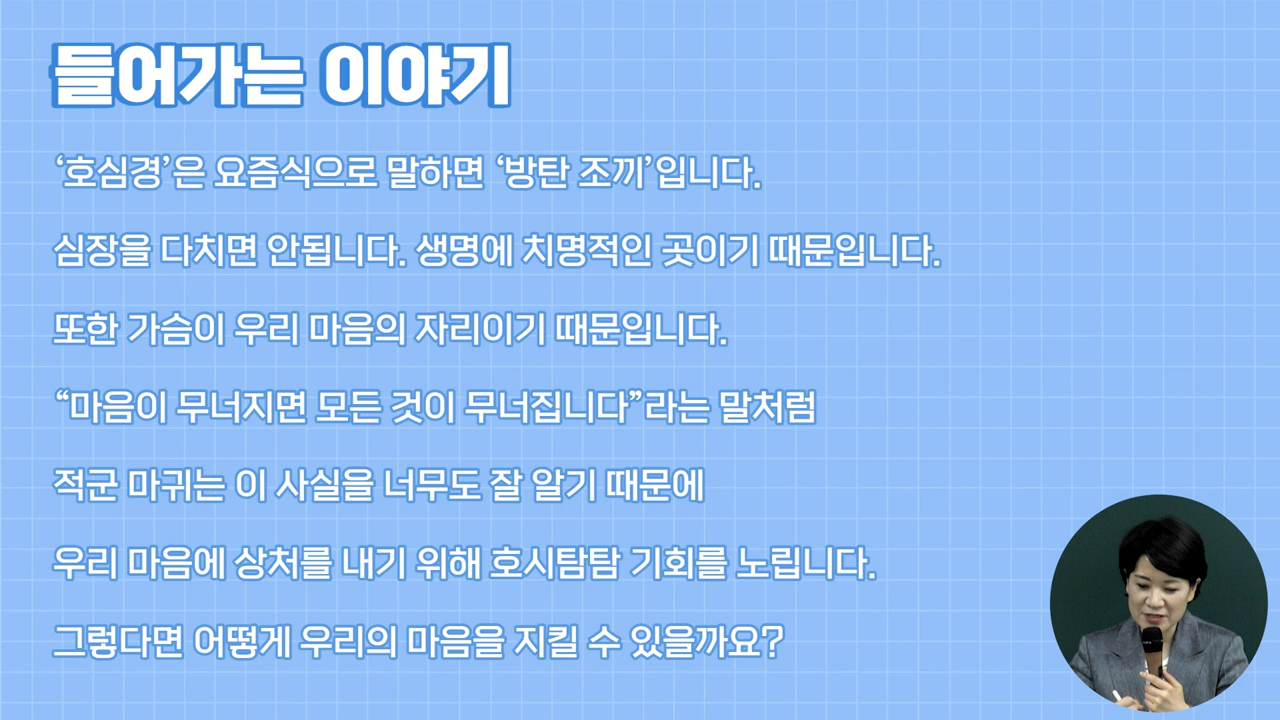 들어가는 이야기
‘호심경’은 요즘식으로 말하면 ‘방탄 조끼’입니다.
심장을 다치면 안됩니다. 생명에 치명적인 곳이기 때문입니다.
또한 가슴이 우리 마음의 자리이기 때문입니다.
“마음이 무너지면 모든 것이 무너집니다”라는 말처럼
적군 마귀는 이 사실을 너무도 잘 알기 때문에
우리 마음에 상처를 내기 위해 호시탐탐 기회를 노립니다.
그렇다면 어떻게 우리의 마음을 지킬 수 있을까요?